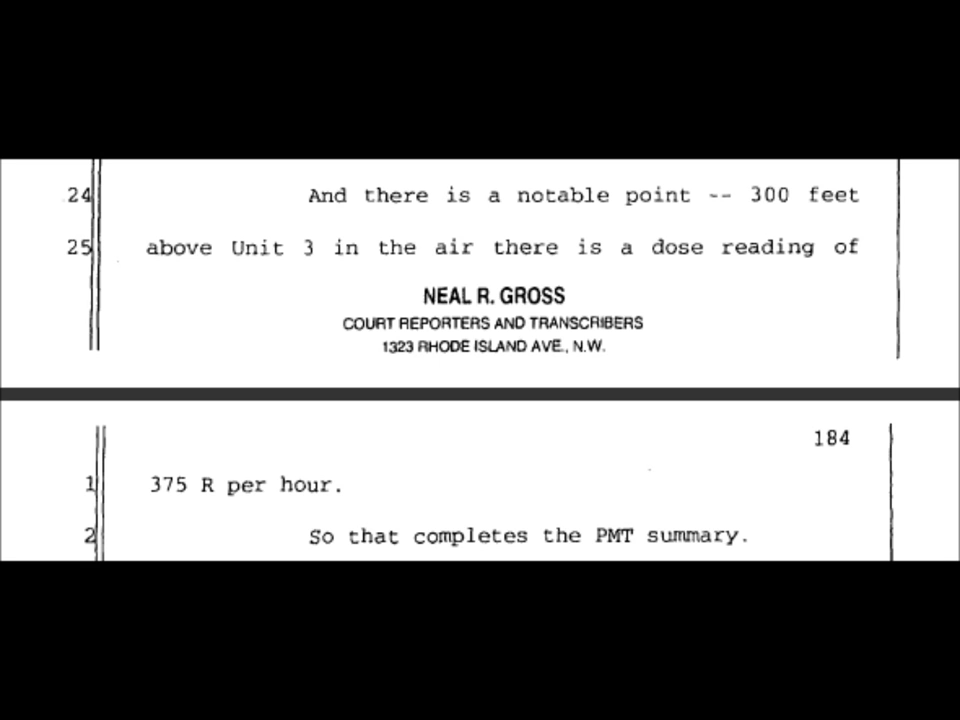 24 And there is a notable point -- 300 feet
25 above Unit 3 in the air there is a dose reading of
NEAL R. GROSS
COURT REPORTERS AND TRANSCRIBERS
1323 RHODE ISLAND AVE., N.W.
184
1 375 R per hour.
2 So that completes the PMT summary.